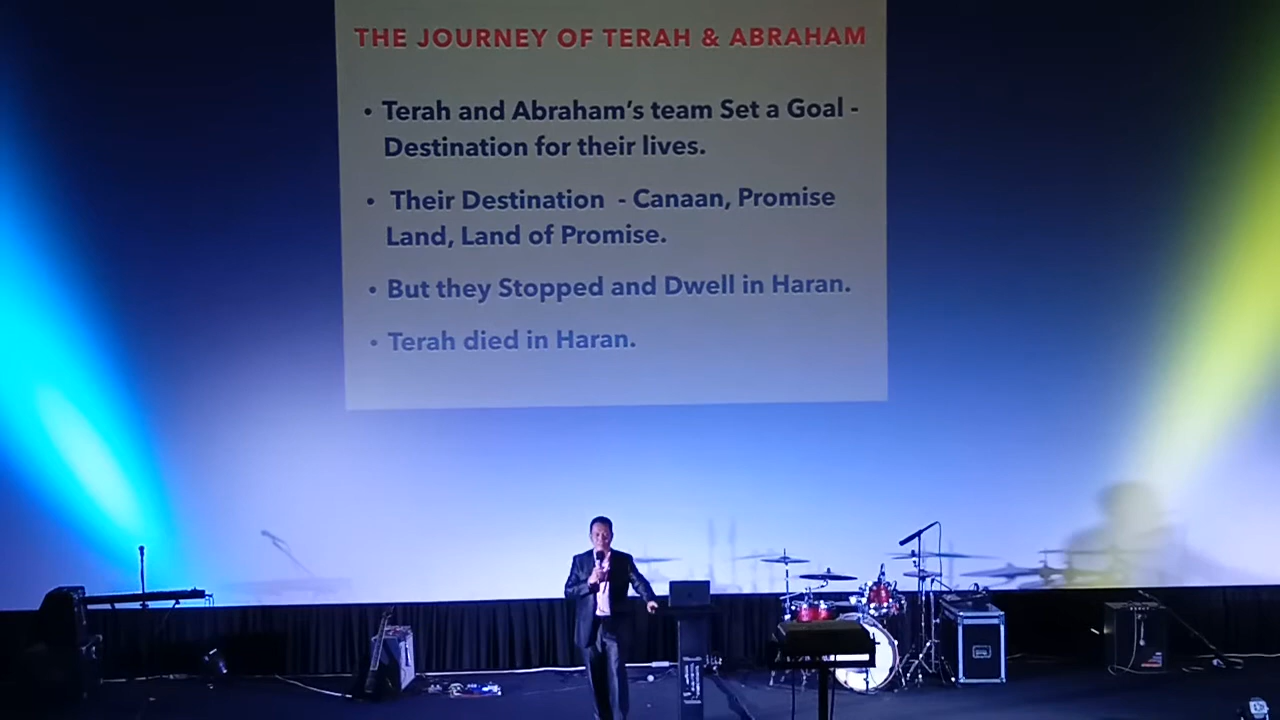 THE JOURNEY OF TERAH & ABRAHAM
• Terah and Abraham's team Set a Goal -
Destination for their lives.
• Their Destination - Canaan, Promise
Land, Land of Promise.
• But they Stopped and Dwell in Haran.
• Terah died in Haran.